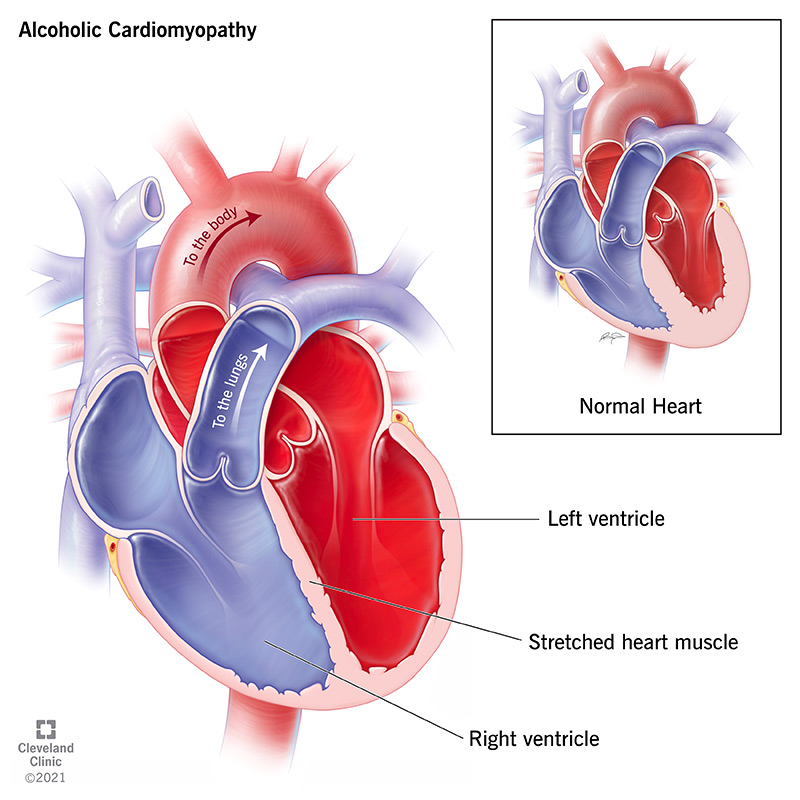 Alcoholic Cardiomyopathy
To the body
To the lungs
Normal Heart
Left ventricle
Stretched heart muscle
Right ventricle
Cleveland
Clinic
©2021